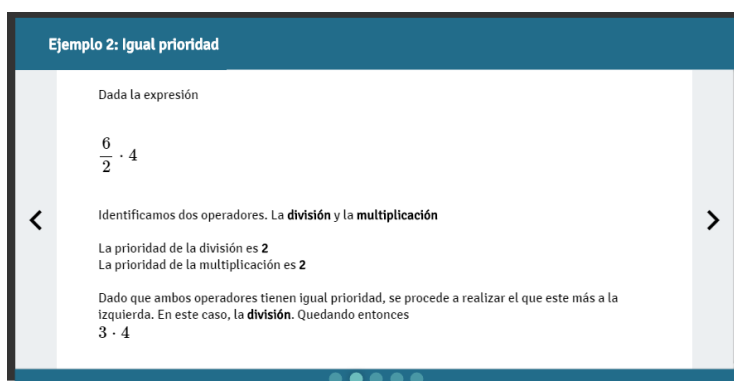 Ejemplo 2: Igual prioridad
Dada la expresión
6
2
· 4
Identificamos dos operadores. La división y la multiplicación
La prioridad de la división es 2
La prioridad de la multiplicación es 2
Dado que ambos operadores tienen igual prioridad, se procede a realizar el que este más a la
izquierda. En este caso, la división. Quedando entonces
3 · 4